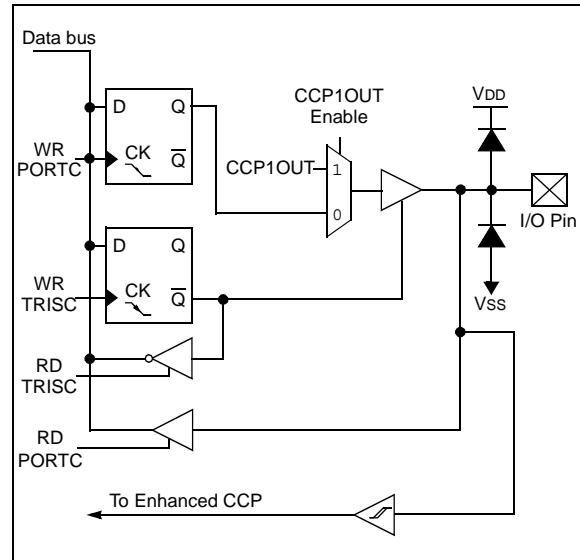 Data bus
D Q
CCP1OUT
Enable
VDD
WR
PORTC
CK Q
CCP1OUT
1
0
I/O Pin
D Q
WR
TRISC
CK Q
VSS
RD
TRISC
RD
PORTC
To Enhanced CCP